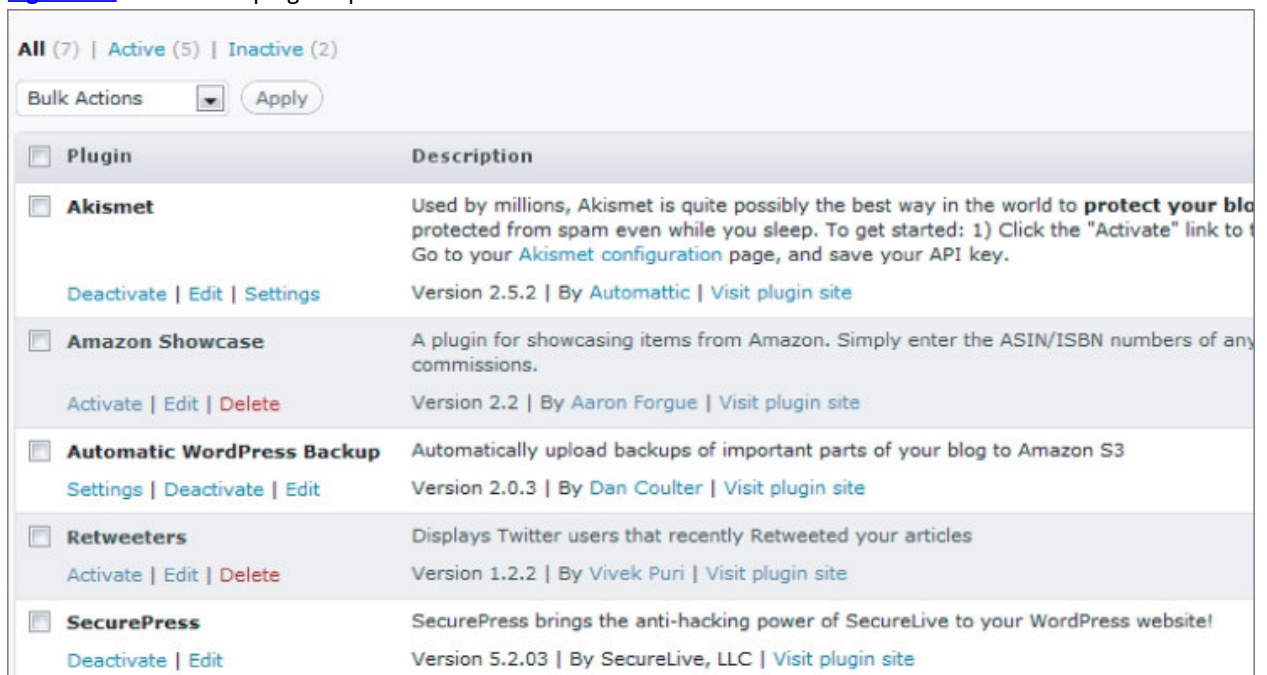 All (7) | Active (5) | Inactive (2)
Bulk Actions Apply
Plugin Description
Akismet Used by millions, Akismet is quite possibly the best way in the world to protect your blo
protected from spam even while you sleep. To get started: 1) Click the "Activate" link to t
Go to your Akismet configuration page, and save your API key.
Deactivate | Edit | Settings Version 2.5.2 | By Automattic | Visit plugin site
Amazon Showcase A plugin for showcasing items from Amazon. Simply enter the ASIN/ISBN numbers of any
commissions.
Activate | Edit | Delete Version 2.2 | By Aaron Forgue | Visit plugin site
Automatic WordPress Backup Automatically upload backups of important parts of your blog to Amazon S3
Settings | Deactivate | Edit Version 2.0.3 | By Dan Coulter | Visit plugin site
Retweeters Displays Twitter users that recently Retweeted your articles
Activate | Edit | Delete Version 1.2.2 | By Vivek Puri | Visit plugin site
SecurePress SecurePress brings the anti-hacking power of SecureLive to your WordPress website!
Deactivate | Edit Version 5.2.03 | By SecureLive, LLC | Visit plugin site